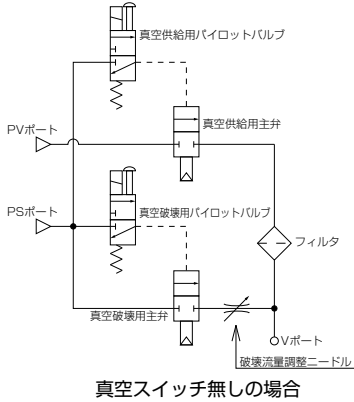 真空供給用パイロットバルブ
真空供給用主弁
PVポート
PSポート
真空破壊用パイロットバルブ
フィルタ
真空破壊用主弁
Vポート
破壊流量調整ニードル
真空スイッチ無しの場合